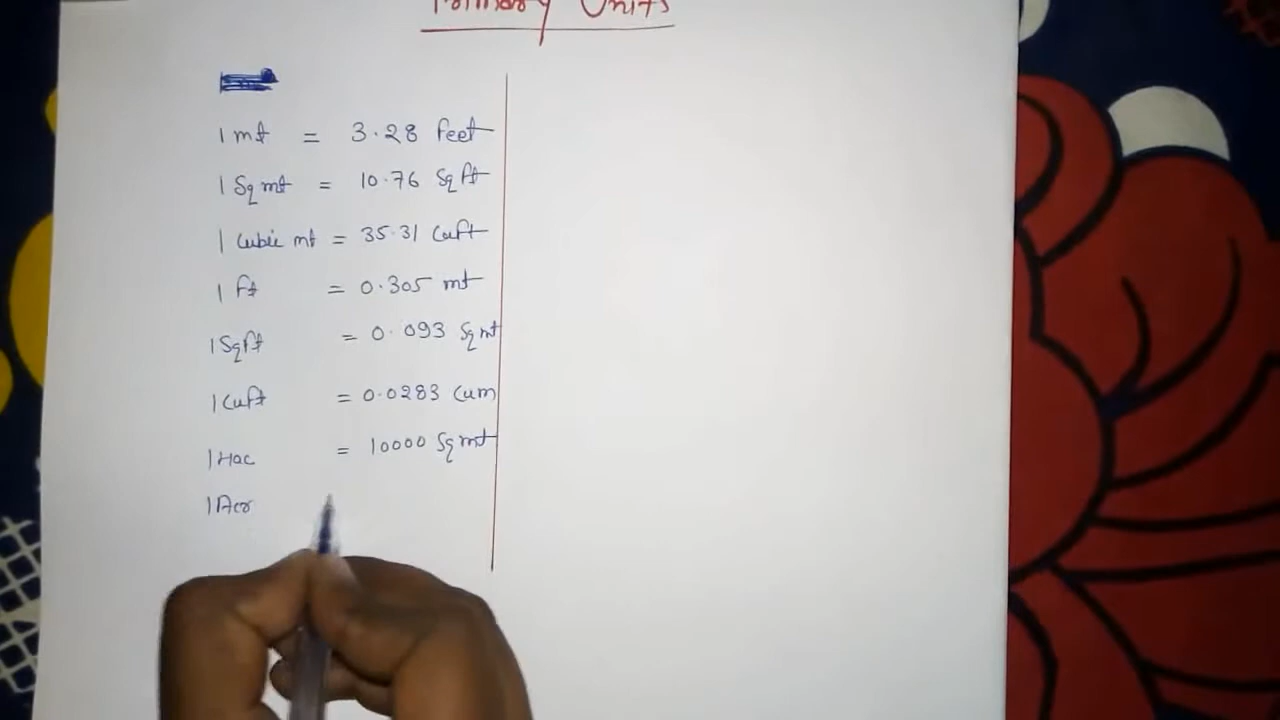 Primary Units
1 mt = 3.28 feet
1 Sq mt = 10.76 Sq ft
1 Cubic mt = 35.31 Cuft
1 ft = 0.305 mt
1 Sqft = 0.093 Sq mt
1 Cuft = 0.0283 Cum
1 Hac = 10000 Sq mt
1 Acr